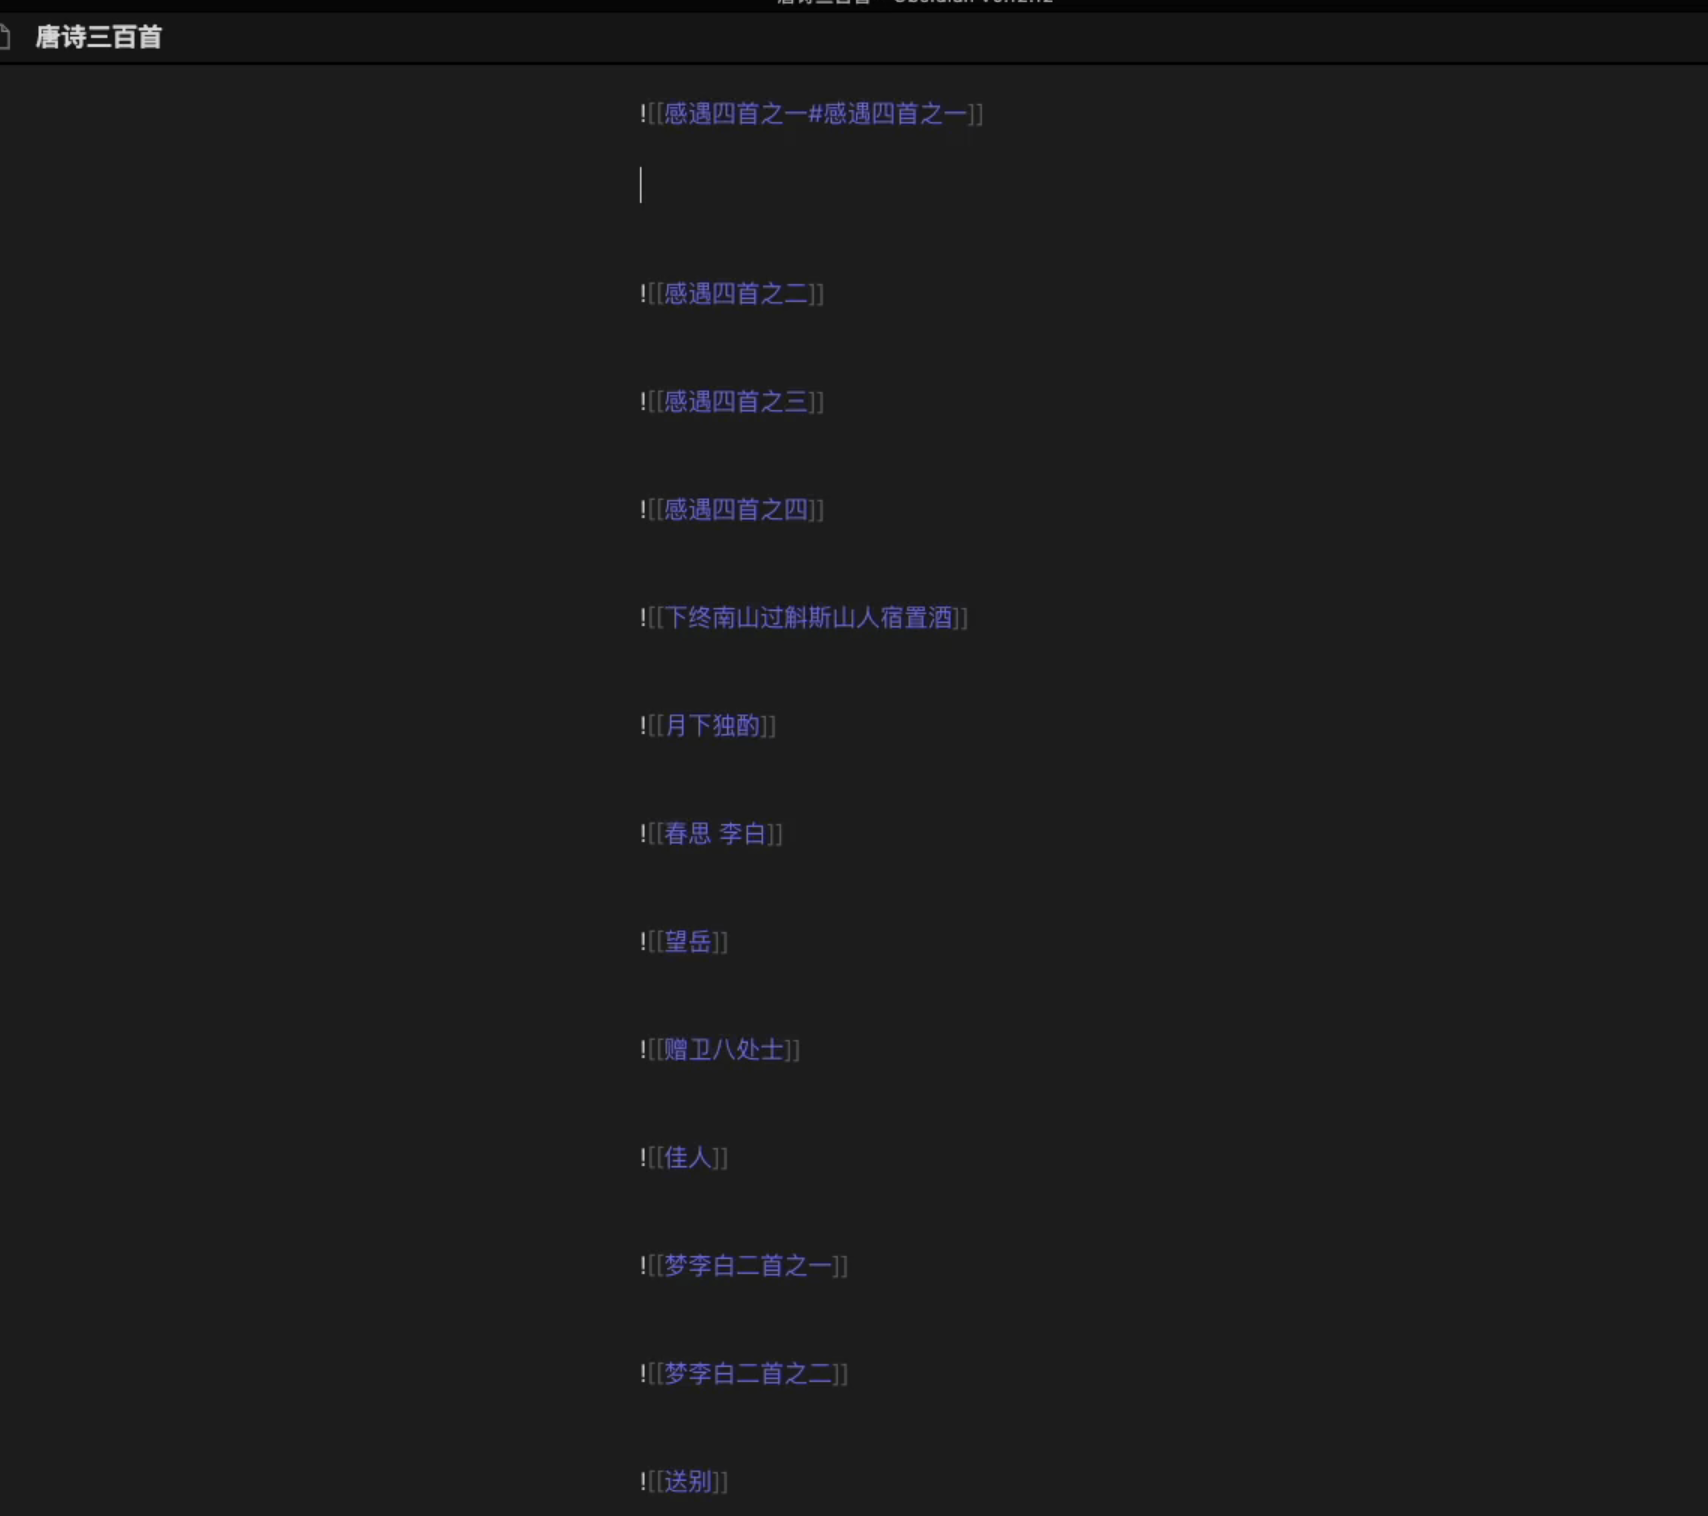 唐诗三百首
![[感遇四首之一#感遇四首之一]]
![[感遇四首之二]]
![[感遇四首之三]]
![[感遇四首之四]]
![[下终南山过斛斯山人宿置酒]]
![[月下独酌]]
![[春思 李白]]
![[望岳]]
![[赠卫八处士]]
![[佳人]]
![[梦李白二首之一]]
![[梦李白二首之二]]
![[送别]]